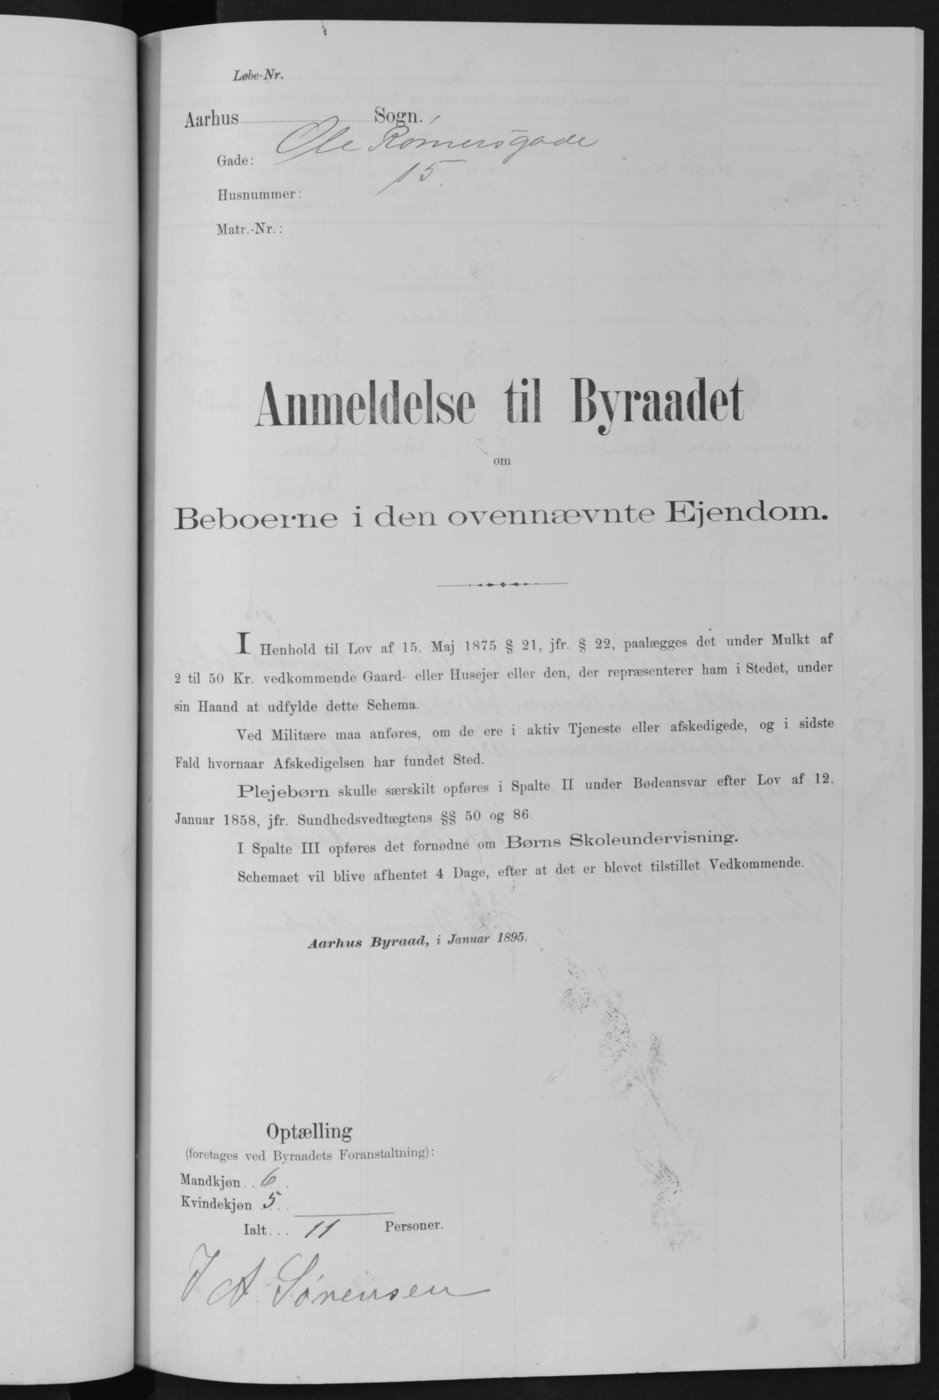 Løbe-Nr.
Aarhus Sogn.
Gade: Ole Rømersgade
Husnummer: 15
Matr.-Nr.:
Anmeldelse til Byraadet
om
Beboerne i den ovennævnte Ejendom.
I Henhold til Lov af 15. Maj 1875 § 21, jfr. § 22, paalægges det under Mulkt af
2 til 50 Kr. vedkommende Gaard- eller Husejer eller den, der repræsenterer ham i Stedet, under
sin Haand at udfylde dette Schema.
Ved Militære maa anføres, om de ere i aktiv Tjeneste eller afskedigede, og i sidste
Fald hvornaar Afskedigelsen har fundet Sted.
Plejebørn skulle særskilt opføres i Spalte II under Bødeansvar efter Lov af 12.
Januar 1858, jfr. Sundhedsvedtægtens §§ 50 og 86.
I Spalte III opføres det fornødne om Børns Skoleundervisning.
Schemaet vil blive afhentet 4 Dage, efter at det er blevet tilstillet Vedkommende.
Aarhus Byraad, i Januar 1895.
Optælling
(foretages ved Byraadets Foranstaltning):
Mandkjøn . . 6 .
Kvindekjøn 5 .
Ialt . . . 11 Personer.
J A Sørensen